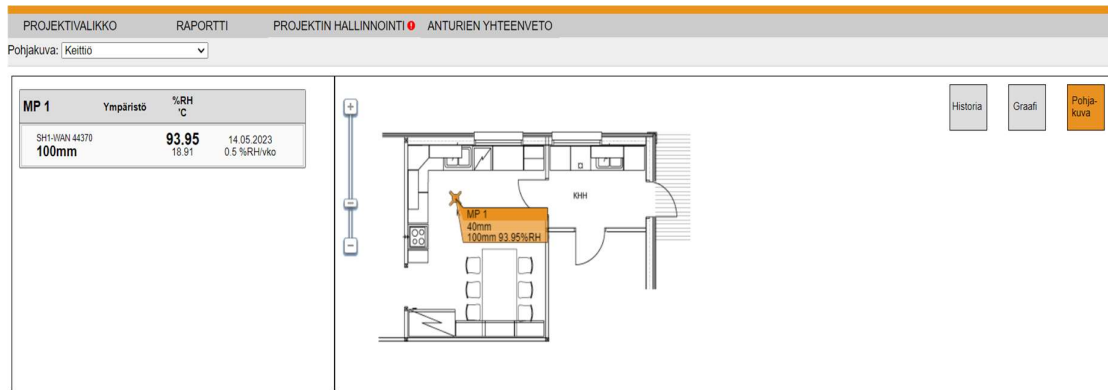 PROJEKTIVALIKKO RAPORTTI PROJEKTIN HALLINNOINTI ANTURIEN YHTEENVETO
Pohjakuva: Keittiö
MP 1 Ympäristö %RH
'C
SH1-WAN 44370 93.95 14.05.2023
100mm 18.91 0.5 %RH/vko
Historia
Graafi
Pohja-
kuva
KHH
MP 1
40mm
100mm 93.95%RH